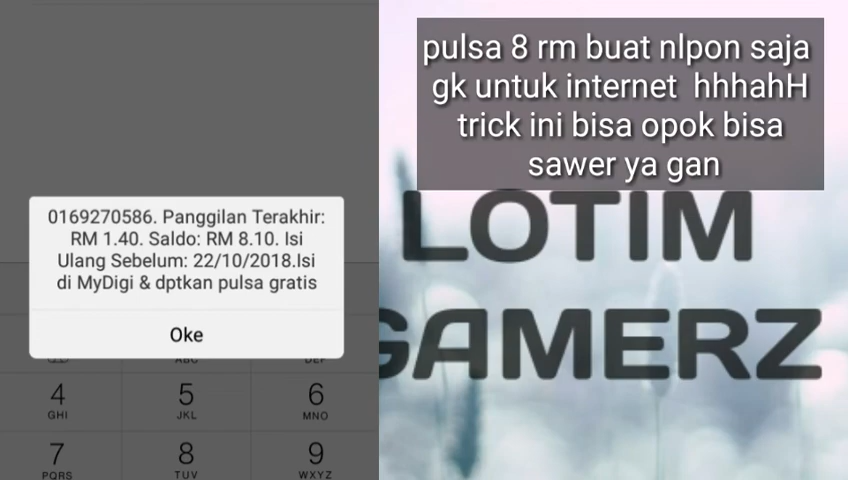 0169270586. Panggilan Terakhir:
RM 1.40. Saldo: RM 8.10. Isi
Ulang Sebelum: 22/10/2018.Isi
di MyDigi & dptkan pulsa gratis
Oke
ABC
DEF
4
GHI
5
JKL
6
MNO
7
PQRS
8
TUV
9
WXYZ
pulsa 8 rm buat nlpon saja
gk untuk internet hhhahH
trick ini bisa opok bisa
sawer ya gan
LOTIM
GAMERZ